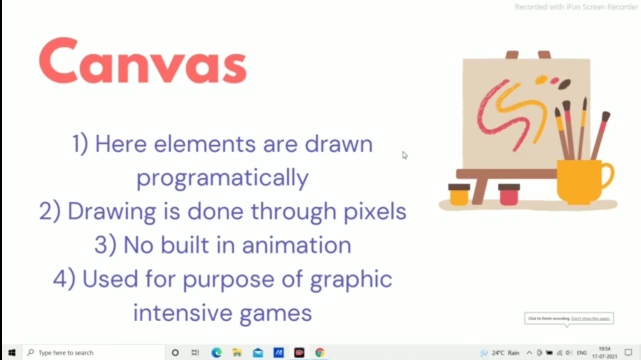 Recorded with iFun Screen Recorder
Canvas
1) Here elements are drawn
programatically
2) Drawing is done through pixels
3) No built in animation
4) Used for purpose of graphic
intensive games
Click to finish recording. Don't show this again.
Type here to search
24°C Rain
ENG
19:54
17-07-2021